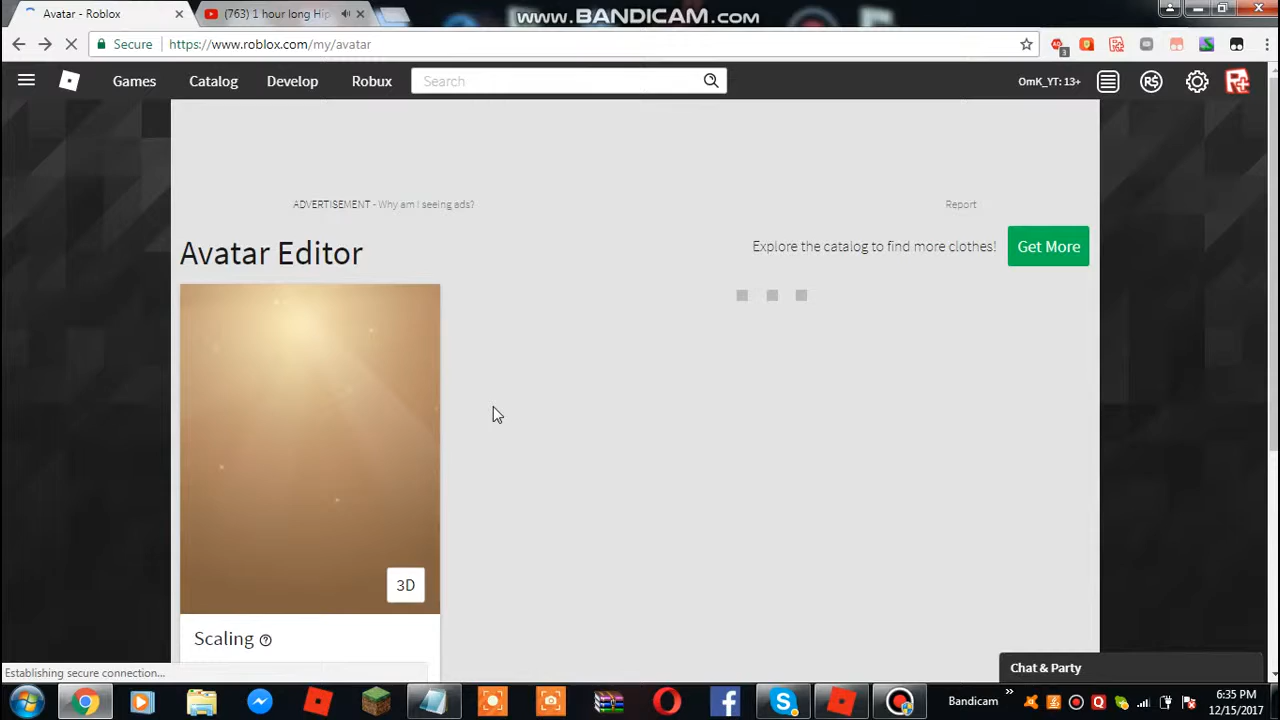 www.BANDICAM.com
Avatar - Roblox
(763) 1 hour long Hip
Secure
https://www.roblox.com/my/avatar
3
Games
Catalog
Develop
Robux
Search
OmK_YT: 13+
ADVERTISEMENT - Why am I seeing ads?
Report
Avatar Editor
Explore the catalog to find more clothes!
Get More
3D
Scaling
Establishing secure connection...
Chat & Party
Bandicam
6:35 PM
12/15/2017